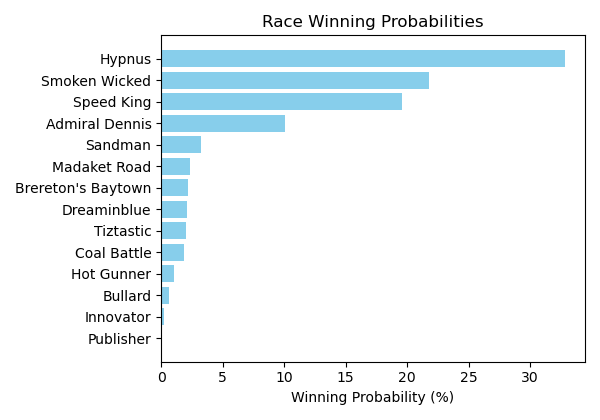 Race Winning Probabilities
Hypnus
Smoken Wicked
Speed King
Admiral Dennis
Sandman
Madaket Road
Brereton's Baytown
Dreaminblue
Tiztastic
Coal Battle
Hot Gunner
Bullard
Innovator
Publisher
0 5 10 15 20 25 30
Winning Probability (%)